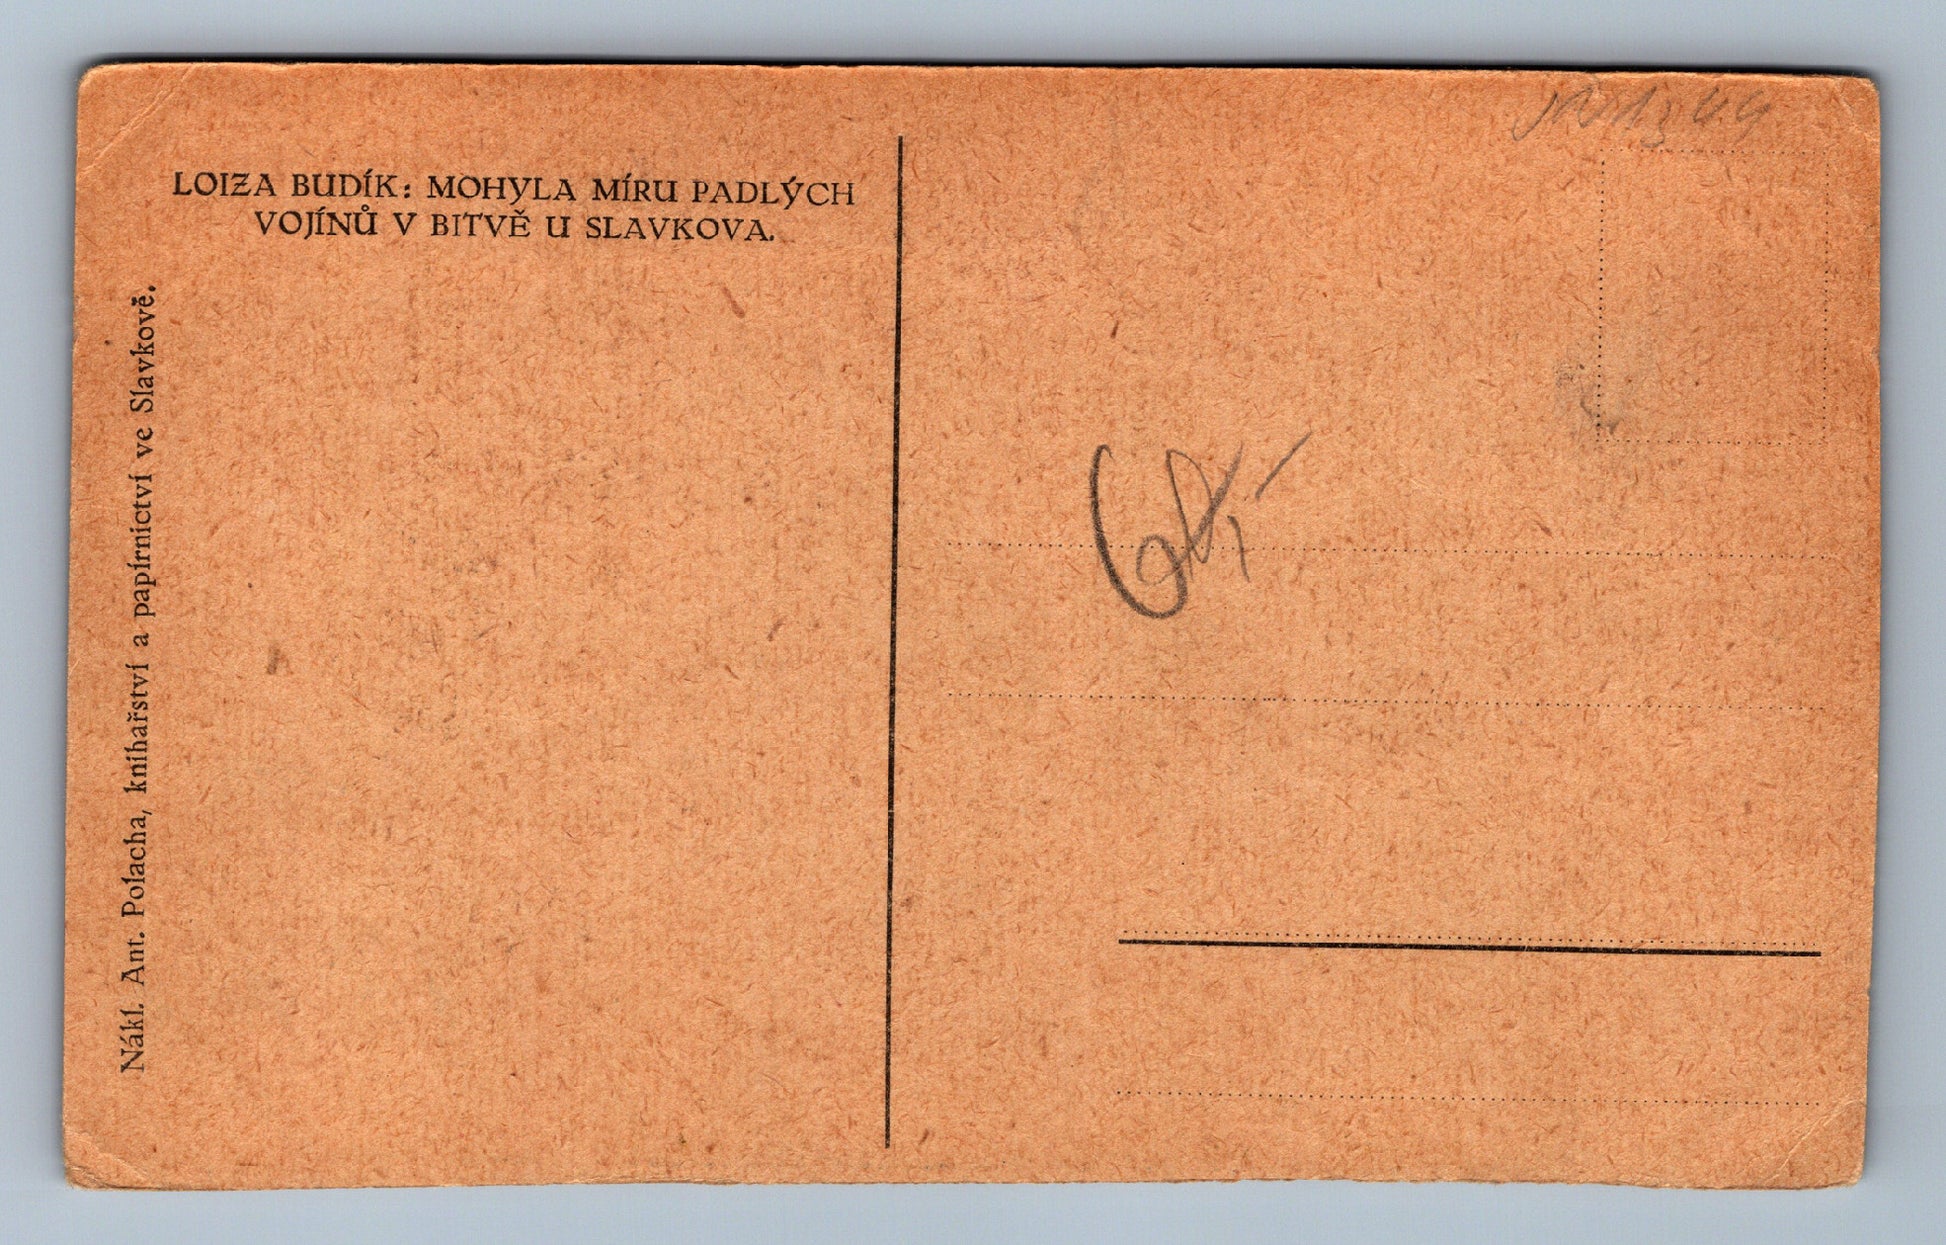 LOIZA BUDÍK: MOHYLA MÍRU PADLÝCH
VOJÍNŮ V BITVĚ U SLAVKOVA.
Nákl. Ant. Polacha, knihařství a papírnictví ve Slavkově.